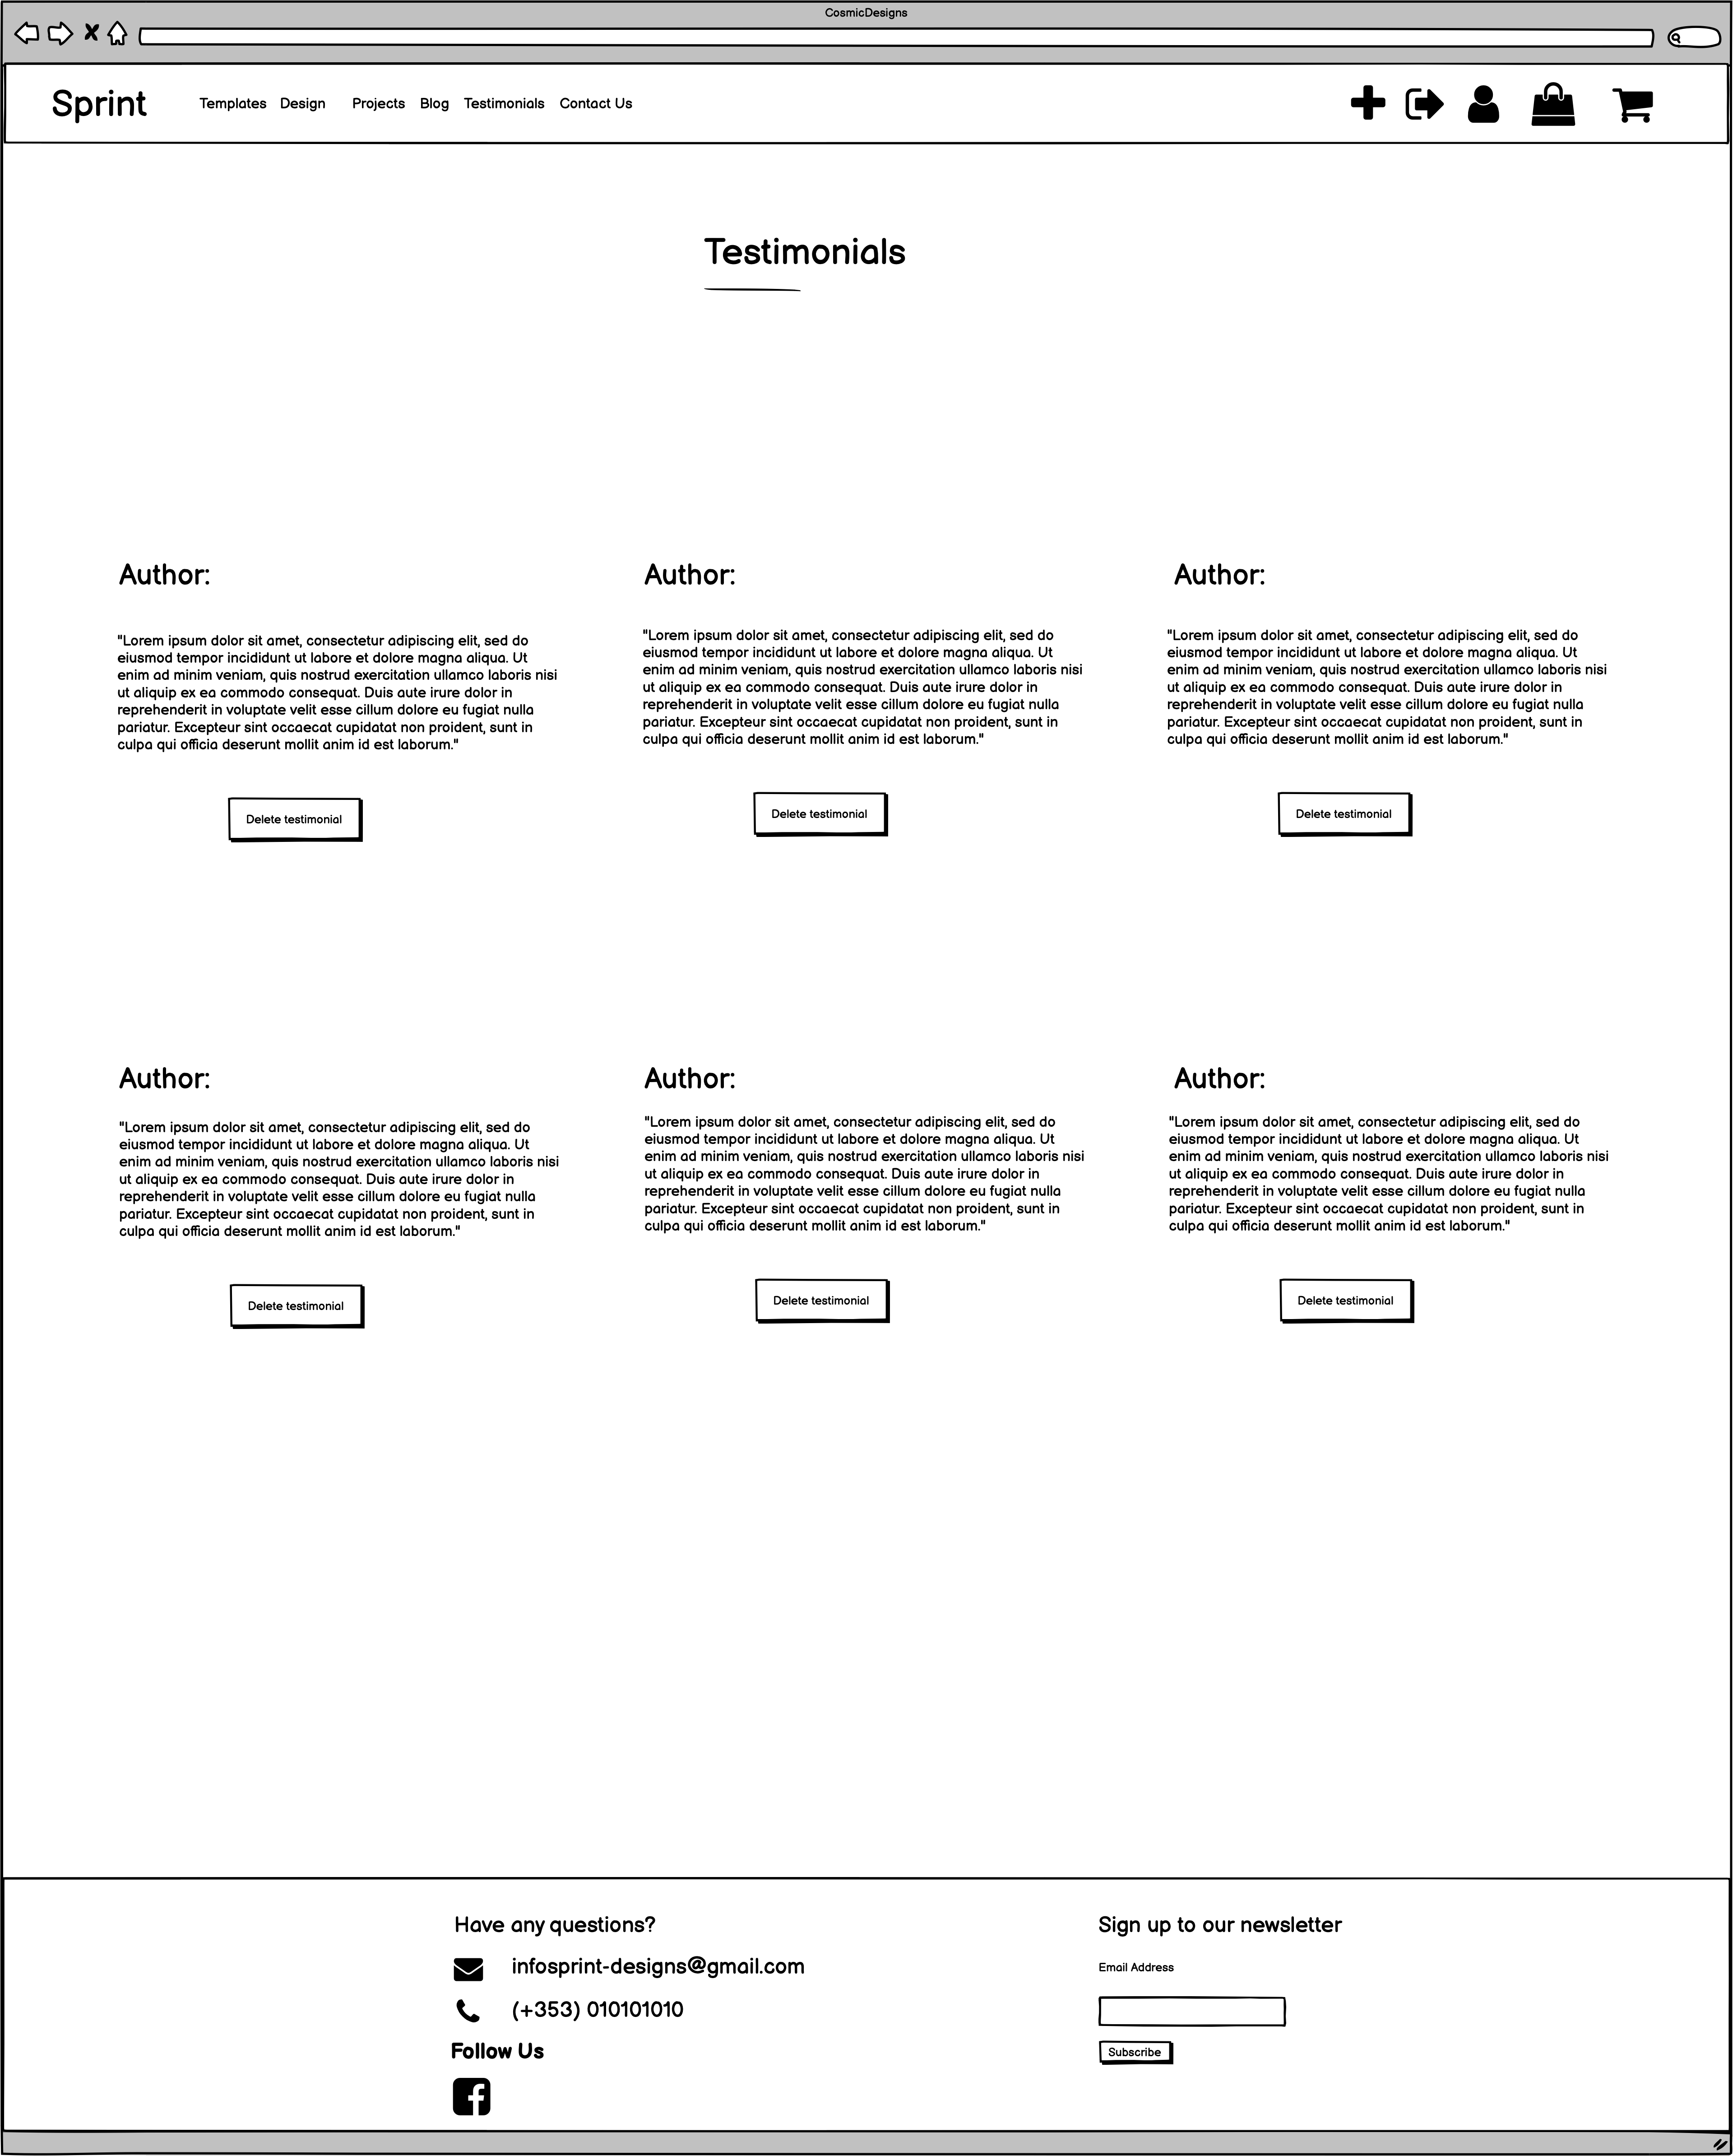 CosmicDesigns
Sprint
Templates Design Projects Blog Testimonials Contact Us
Testimonials
Author:
"Lorem ipsum dolor sit amet, consectetur adipiscing elit, sed do
eiusmod tempor incididunt ut labore et dolore magna aliqua. Ut
enim ad minim veniam, quis nostrud exercitation ullamco laboris nisi
ut aliquip ex ea commodo consequat. Duis aute irure dolor in
reprehenderit in voluptate velit esse cillum dolore eu fugiat nulla
pariatur. Excepteur sint occaecat cupidatat non proident, sunt in
culpa qui officia deserunt mollit anim id est laborum."
Delete testimonial
Author:
"Lorem ipsum dolor sit amet, consectetur adipiscing elit, sed do
eiusmod tempor incididunt ut labore et dolore magna aliqua. Ut
enim ad minim veniam, quis nostrud exercitation ullamco laboris nisi
ut aliquip ex ea commodo consequat. Duis aute irure dolor in
reprehenderit in voluptate velit esse cillum dolore eu fugiat nulla
pariatur. Excepteur sint occaecat cupidatat non proident, sunt in
culpa qui officia deserunt mollit anim id est laborum."
Delete testimonial
Author:
"Lorem ipsum dolor sit amet, consectetur adipiscing elit, sed do
eiusmod tempor incididunt ut labore et dolore magna aliqua. Ut
enim ad minim veniam, quis nostrud exercitation ullamco laboris nisi
ut aliquip ex ea commodo consequat. Duis aute irure dolor in
reprehenderit in voluptate velit esse cillum dolore eu fugiat nulla
pariatur. Excepteur sint occaecat cupidatat non proident, sunt in
culpa qui officia deserunt mollit anim id est laborum."
Delete testimonial
Author:
"Lorem ipsum dolor sit amet, consectetur adipiscing elit, sed do
eiusmod tempor incididunt ut labore et dolore magna aliqua. Ut
enim ad minim veniam, quis nostrud exercitation ullamco laboris nisi
ut aliquip ex ea commodo consequat. Duis aute irure dolor in
reprehenderit in voluptate velit esse cillum dolore eu fugiat nulla
pariatur. Excepteur sint occaecat cupidatat non proident, sunt in
culpa qui officia deserunt mollit anim id est laborum."
Delete testimonial
Author:
"Lorem ipsum dolor sit amet, consectetur adipiscing elit, sed do
eiusmod tempor incididunt ut labore et dolore magna aliqua. Ut
enim ad minim veniam, quis nostrud exercitation ullamco laboris nisi
ut aliquip ex ea commodo consequat. Duis aute irure dolor in
reprehenderit in voluptate velit esse cillum dolore eu fugiat nulla
pariatur. Excepteur sint occaecat cupidatat non proident, sunt in
culpa qui officia deserunt mollit anim id est laborum."
Delete testimonial
Author:
"Lorem ipsum dolor sit amet, consectetur adipiscing elit, sed do
eiusmod tempor incididunt ut labore et dolore magna aliqua. Ut
enim ad minim veniam, quis nostrud exercitation ullamco laboris nisi
ut aliquip ex ea commodo consequat. Duis aute irure dolor in
reprehenderit in voluptate velit esse cillum dolore eu fugiat nulla
pariatur. Excepteur sint occaecat cupidatat non proident, sunt in
culpa qui officia deserunt mollit anim id est laborum."
Delete testimonial
Have any questions?
infosprint-designs@gmail.com
(+353) 010101010
Follow Us
Sign up to our newsletter
Email Address
Subscribe